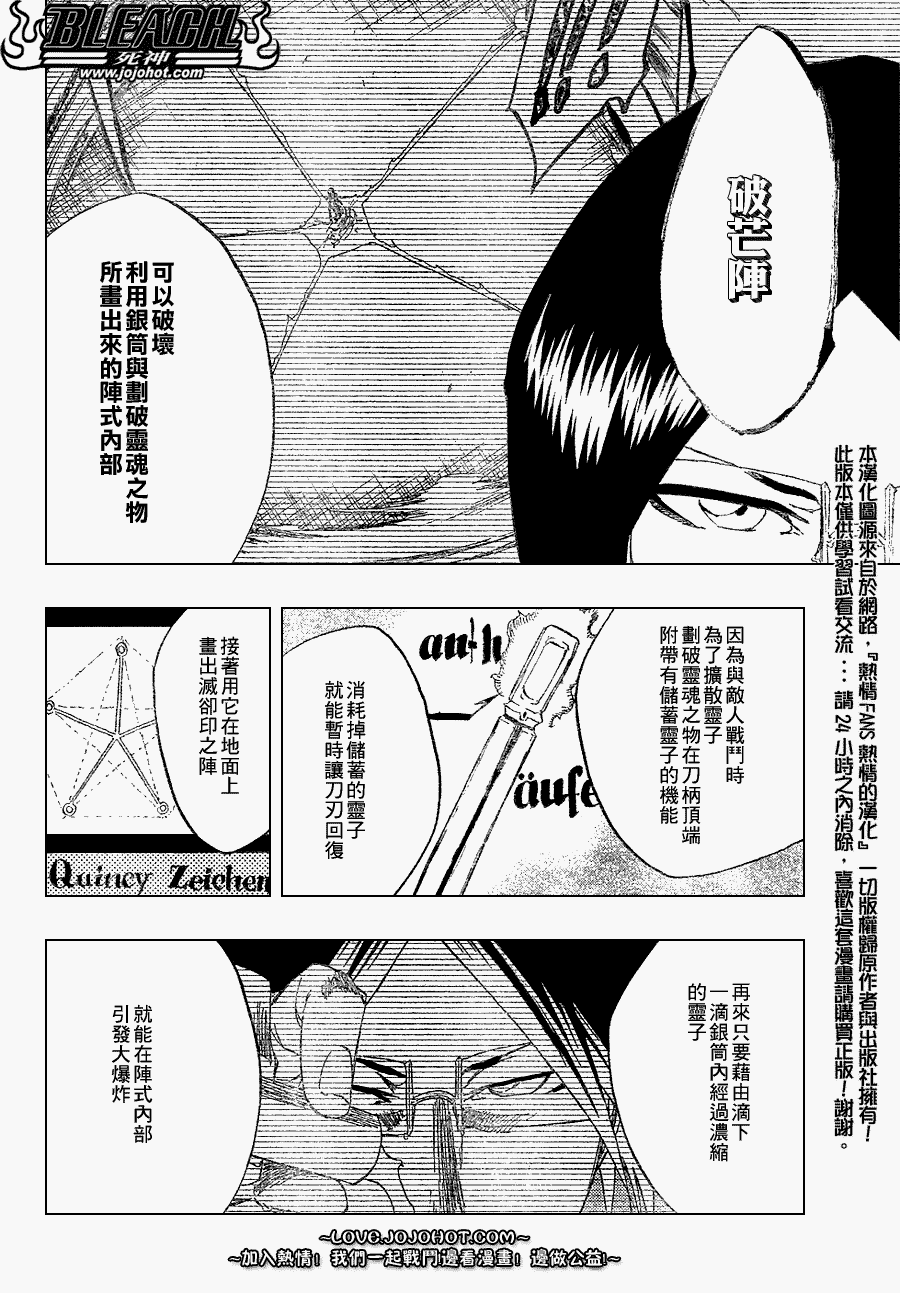 BLEACH
死神
www.jojohot.com
破芒陣
可以破壞
利用銀筒與劃破靈魂之物
所畫出來的陣式內部
因為與敵人戰鬥時
為了擴散靈子
劃破靈魂之物在刀柄頂端
附帶有儲蓄靈子的機能
an-h
äufe
消耗掉儲蓄的靈子
就能暫時讓刀刃回復
接著用它在地面上
畫出滅卻印之陣
Quincy Zeichen
再來只要藉由滴下
一滴銀筒內經過濃縮
的靈子
就能在陣式內部
引發大爆炸
本漢化圖源來自於網路，『熱情FANS熱情的漢化』一切版權歸原作者與出版社擁有！
此版本僅供學習試看交流...請24小時之內消除，喜歡這套漫畫請購買正版！謝謝。
~LOVE.JOJOHOT.COM~
~加入熱情！我們一起戰鬥邊看漫畫！邊做公益!~